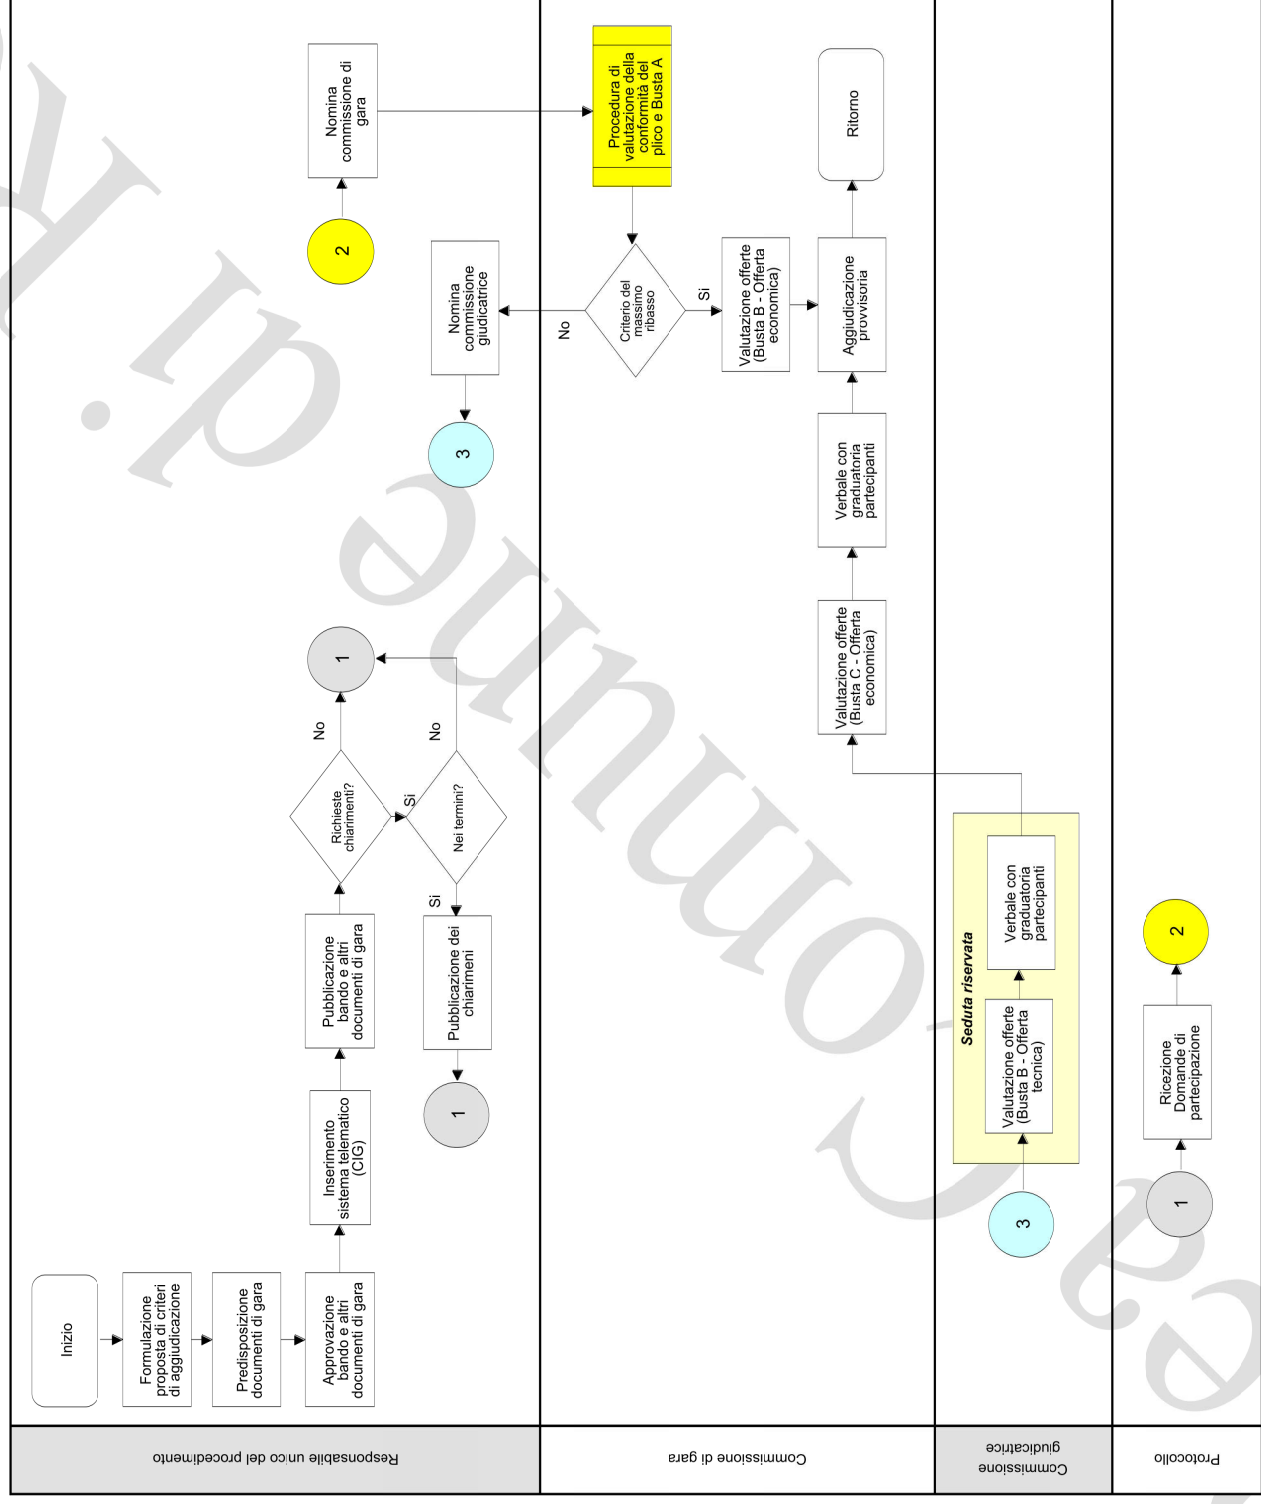 Responsabile unico del procedimento
Inizio
Formulazione
proposta di criteri
di aggiudicazione
Predisposizione
documenti di gara
Approvazione
bando e altri
documenti di gara
Inserimento
sistema telematico
(CIG)
Pubblicazione
bando e altri
documenti di gara
Richieste
chiarimenti?
No
1
Si
Nei termini?
No
Si
Pubblicazione dei
chiarimeni
1
2
Nomina
commissione di
gara
Nomina
commissione
giudicatrice
3
Commissione di gara
Procedura di
valutazione della
conformità del
plico e Busta A
Criterio del
massimo
ribasso
No
Si
Valutazione offerte
(Busta B - Offerta
economica)
Valutazione offerte
(Busta C - Offerta
economica)
Verbale con
graduatoria
partecipanti
Aggiudicazione
provvisoria
Ritorno
Commissione
giudicatrice
3
Seduta riservata
Valutazione offerte
(Busta B - Offerta
tecnica)
Verbale con
graduatoria
partecipanti
Protocollo
1
Ricezione
Domande di
partecipazione
2
Comune di